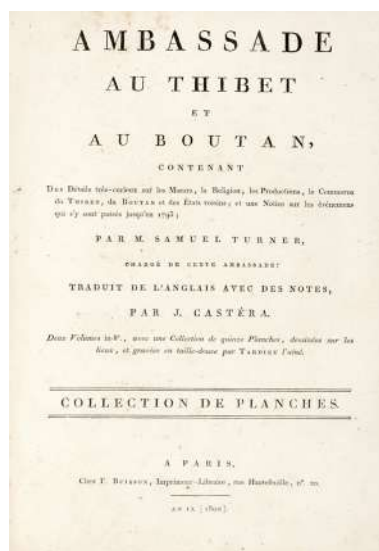 AMBASSADE
AU THIBET
ET
AU BOUTAN,
CONTENANT
DES Détails très-curieux sur les Mœurs, la Religion, les Productions, le Commerce
du THIBET, du BOUTAN et des États voisins; et une Notice sur les événemens
qui s'y sont passés jusqu'en 1793;
PAR M. SAMUEL TURNER,
CHARGÉ DE CETTE AMBASSADE:
TRADUIT DE L'ANGLAIS AVEC DES NOTES,
PAR J. CASTÉRA.
Deux Volumes in-8°, avec une Collection de quinze Planches, dessinées sur les
lieux, et gravées en taille-douce par TARDIEU l'aîné.
COLLECTION DE PLANCHES.
A PARIS,
Chez F. BUISSON, Imprimeur-Libraire, rue Hautefeuille, n°. 20.
AN IX [1800].